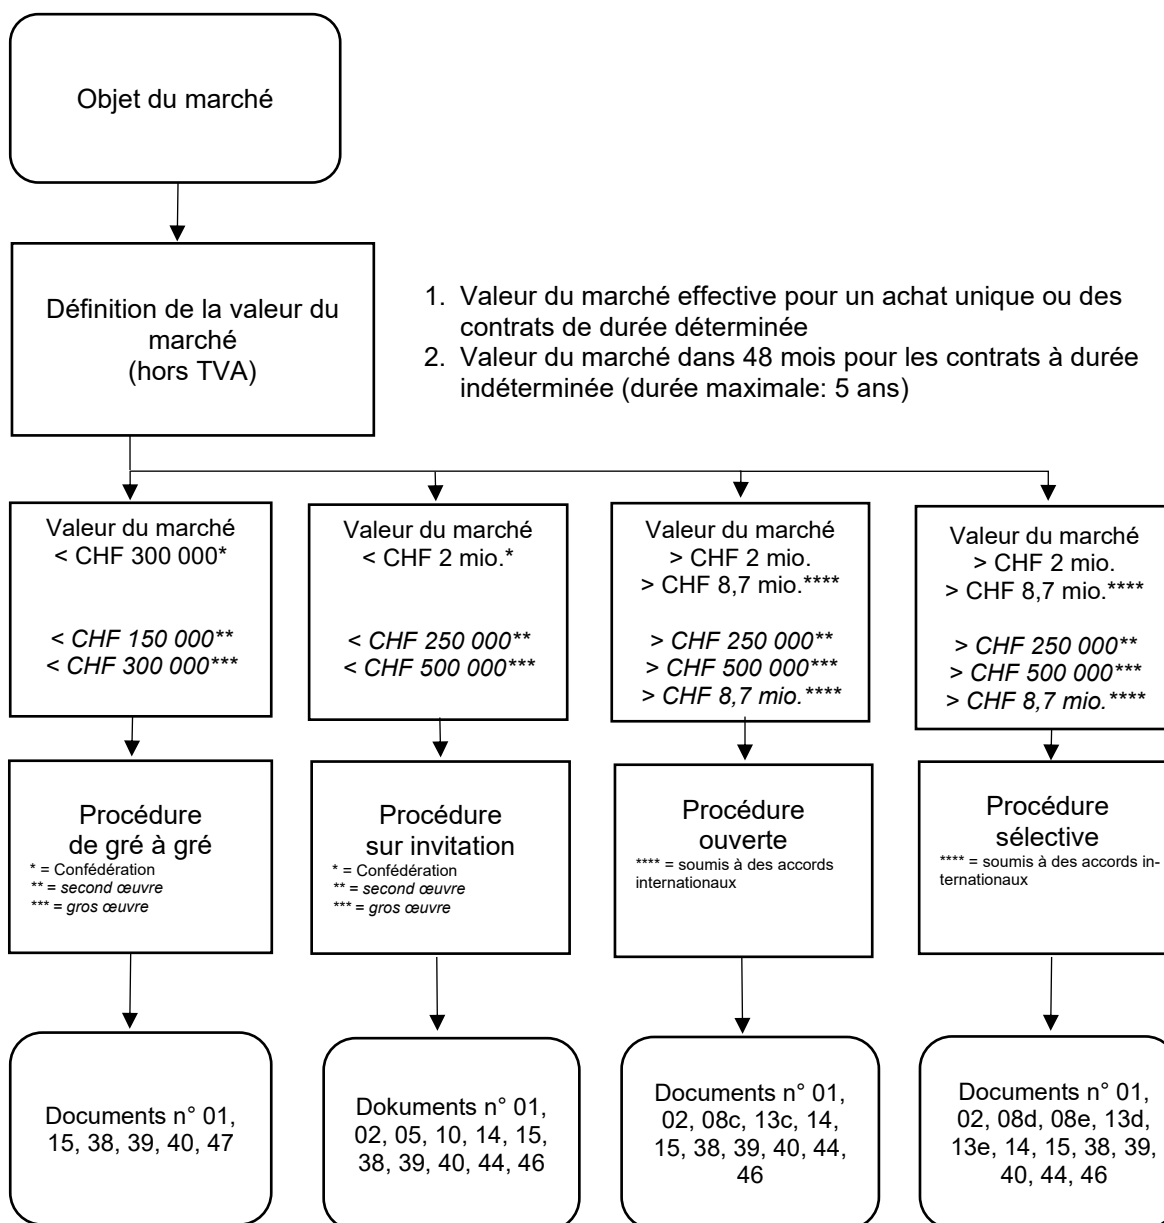 Objet du marché
Définition de la valeur du
marché
(hors TVA)
1. Valeur du marché effective pour un achat unique ou des
contrats de durée déterminée
2. Valeur du marché dans 48 mois pour les contrats à durée
indéterminée (durée maximale: 5 ans)
Valeur du marché
< CHF 300 000*
< CHF 150 000**
< CHF 300 000***
Valeur du marché
< CHF 2 mio.*
< CHF 250 000**
< CHF 500 000***
Valeur du marché
> CHF 2 mio.
> CHF 8,7 mio.****
> CHF 250 000**
> CHF 500 000***
> CHF 8,7 mio.****
Valeur du marché
> CHF 2 mio.
> CHF 8,7 mio.****
> CHF 250 000**
> CHF 500 000***
> CHF 8,7 mio.****
Procédure
de gré à gré
* = Confédération
** = second œuvre
*** = gros œuvre
Procédure
sur invitation
* = Confédération
** = second œuvre
*** = gros œuvre
Procédure
ouverte
**** = soumis à des accords
internationaux
Procédure
sélective
**** = soumis à des accords in-
ternationaux
Documents n° 01,
15, 38, 39, 40, 47
Dokuments n° 01,
02, 05, 10, 14, 15,
38, 39, 40, 44, 46
Documents n° 01,
02, 08c, 13c, 14,
15, 38, 39, 40, 44,
46
Documents n° 01,
02, 08d, 08e, 13d,
13e, 14, 15, 38, 39,
40, 44, 46